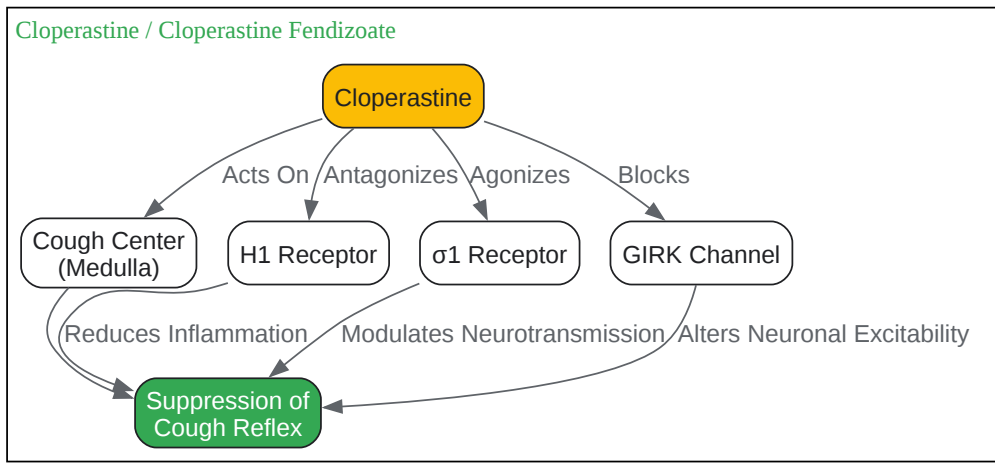 Cloperastine / Cloperastine Fendizoate
Cloperastine
Acts On
Antagonizes
Agonizes
Blocks
Cough Center
(Medulla)
H1 Receptor
σ1 Receptor
GIRK Channel
Reduces Inflammation
Modulates Neurotransmission
Alters Neuronal Excitability
Suppression of
Cough Reflex